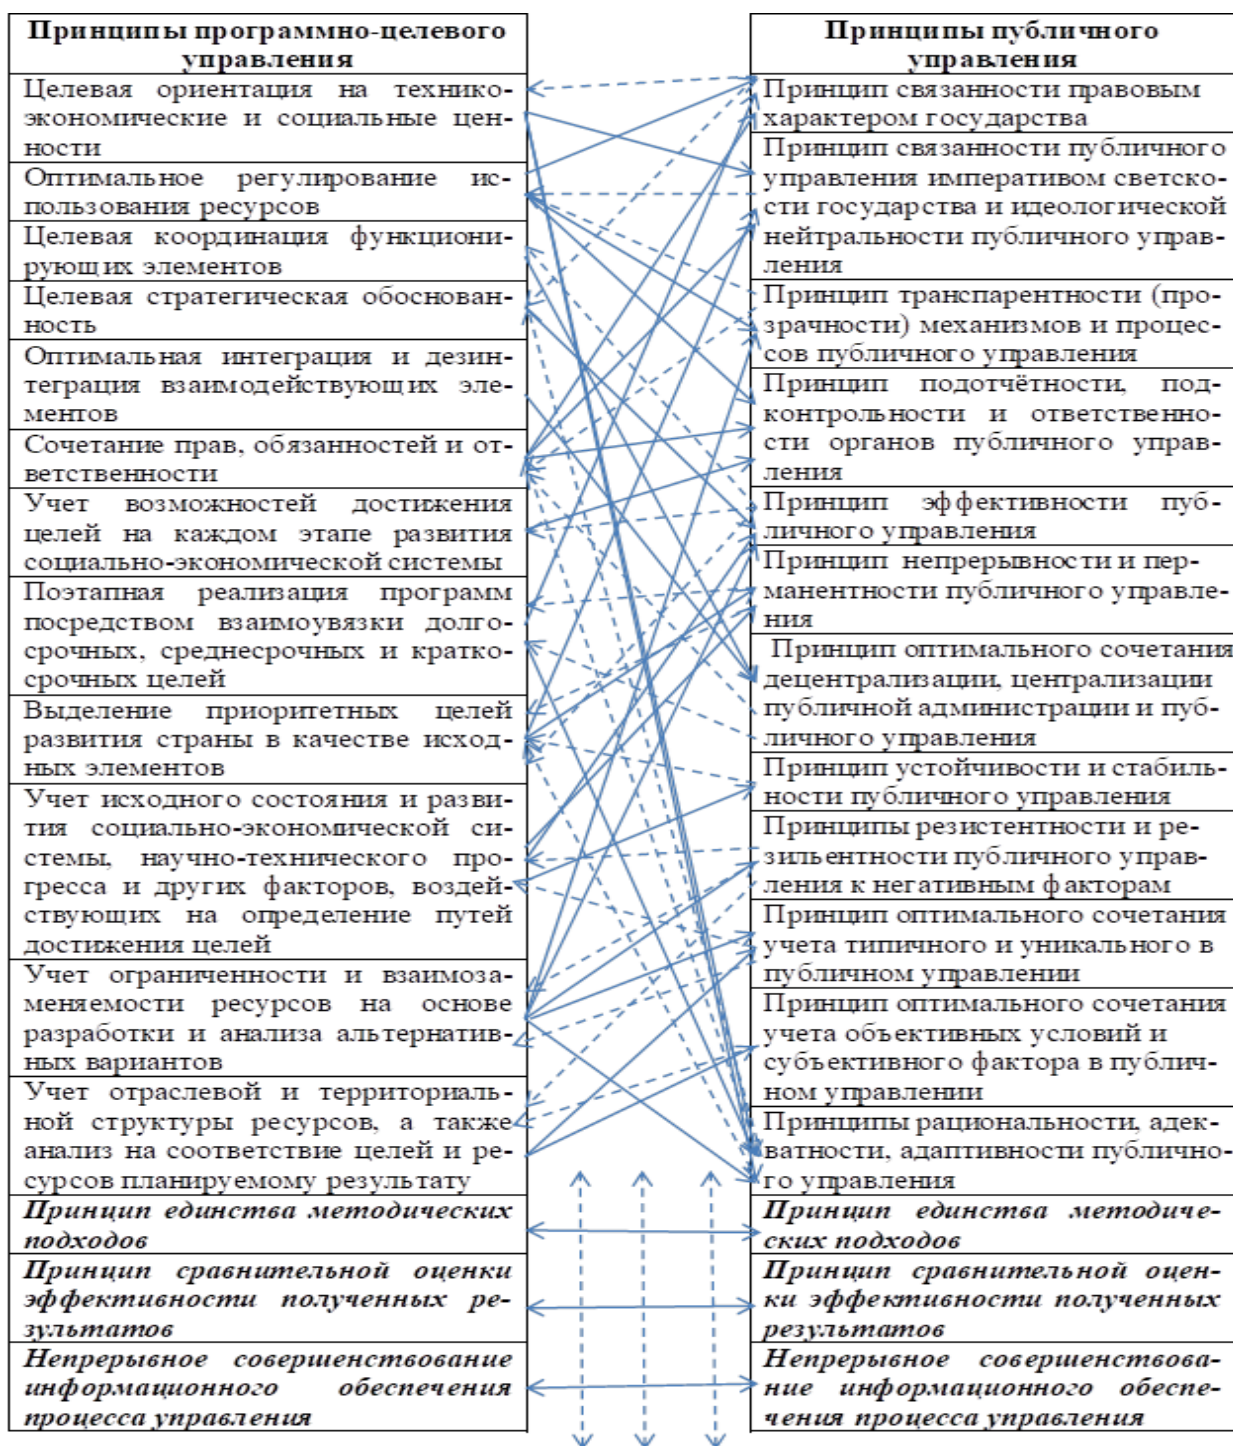 Принципы программно-целевого
управления
Целевая ориентация на технико-
экономические и социальные цен-
ности
Оптимальное регулирование ис-
пользования ресурсов
Целевая координация функциони-
рующих элементов
Целевая стратегическая обоснован-
ность
Оптимальная интеграция и дезин-
теграция взаимодействующих эле-
ментов
Сочетание прав, обязанностей и от-
ветственности
Учет возможностей достижения
целей на каждом этапе развития
социально-экономической системы
Поэтапная реализация программ
посредством взаимоувязки долго-
срочных, среднесрочных и кратко-
срочных целей
Выделение приоритетных целей
развития страны в качестве исход-
ных элементов
Учет исходного состояния и разви-
тия социально-экономической си-
стемы, научно-технического про-
гресса и других факторов, воздей-
ствующих на определение путей
достижения целей
Учет ограниченности и взаимоза-
меняемости ресурсов на основе
разработки и анализа альтернатив-
ных вариантов
Учет отраслевой и территориаль-
ной структуры ресурсов, а также
анализ на соответствие целей и ре-
сурсов планируемому результату
Принцип единства методических
подходов
Принцип сравнительной оценки
эффективности полученных ре-
зультатов
Непрерывное совершенствование
информационного обеспечения
процесса управления
Принципы публичного
управления
Принцип связанности правовым
характером государства
Принцип связанности публичного
управления императивом светско-
сти государства и идеологической
нейтральности публичного управ-
ления
Принцип транспарентности (про-
зрачности) механизмов и процес-
сов публичного управления
Принцип подотчётности, под-
контрольности и ответственно-
сти органов публичного управ-
ления
Принцип эффективности пуб-
личного управления
Принцип непрерывности и пер-
манентности публичного управле-
ния
Принцип оптимального сочетания
децентрализации, централизации
публичной администрации и пуб-
личного управления
Принцип устойчивости и стабиль-
ности публичного управления
Принципы резистентности и ре-
зильентности публичного управ-
ления к негативным факторам
Принцип оптимального сочетания
учета типичного и уникального в
публичном управлении
Принцип оптимального сочетания
учета объективных условий и
субъективного фактора в публич-
ном управлении
Принципы рациональности, адек-
ватности, адаптивности публично-
го управления
Принцип единства методиче-
ских подходов
Принцип сравнительной оцен-
ки эффективности полученных
результатов
Непрерывное совершенствова-
ние информационного обеспе-
чения процесса управления